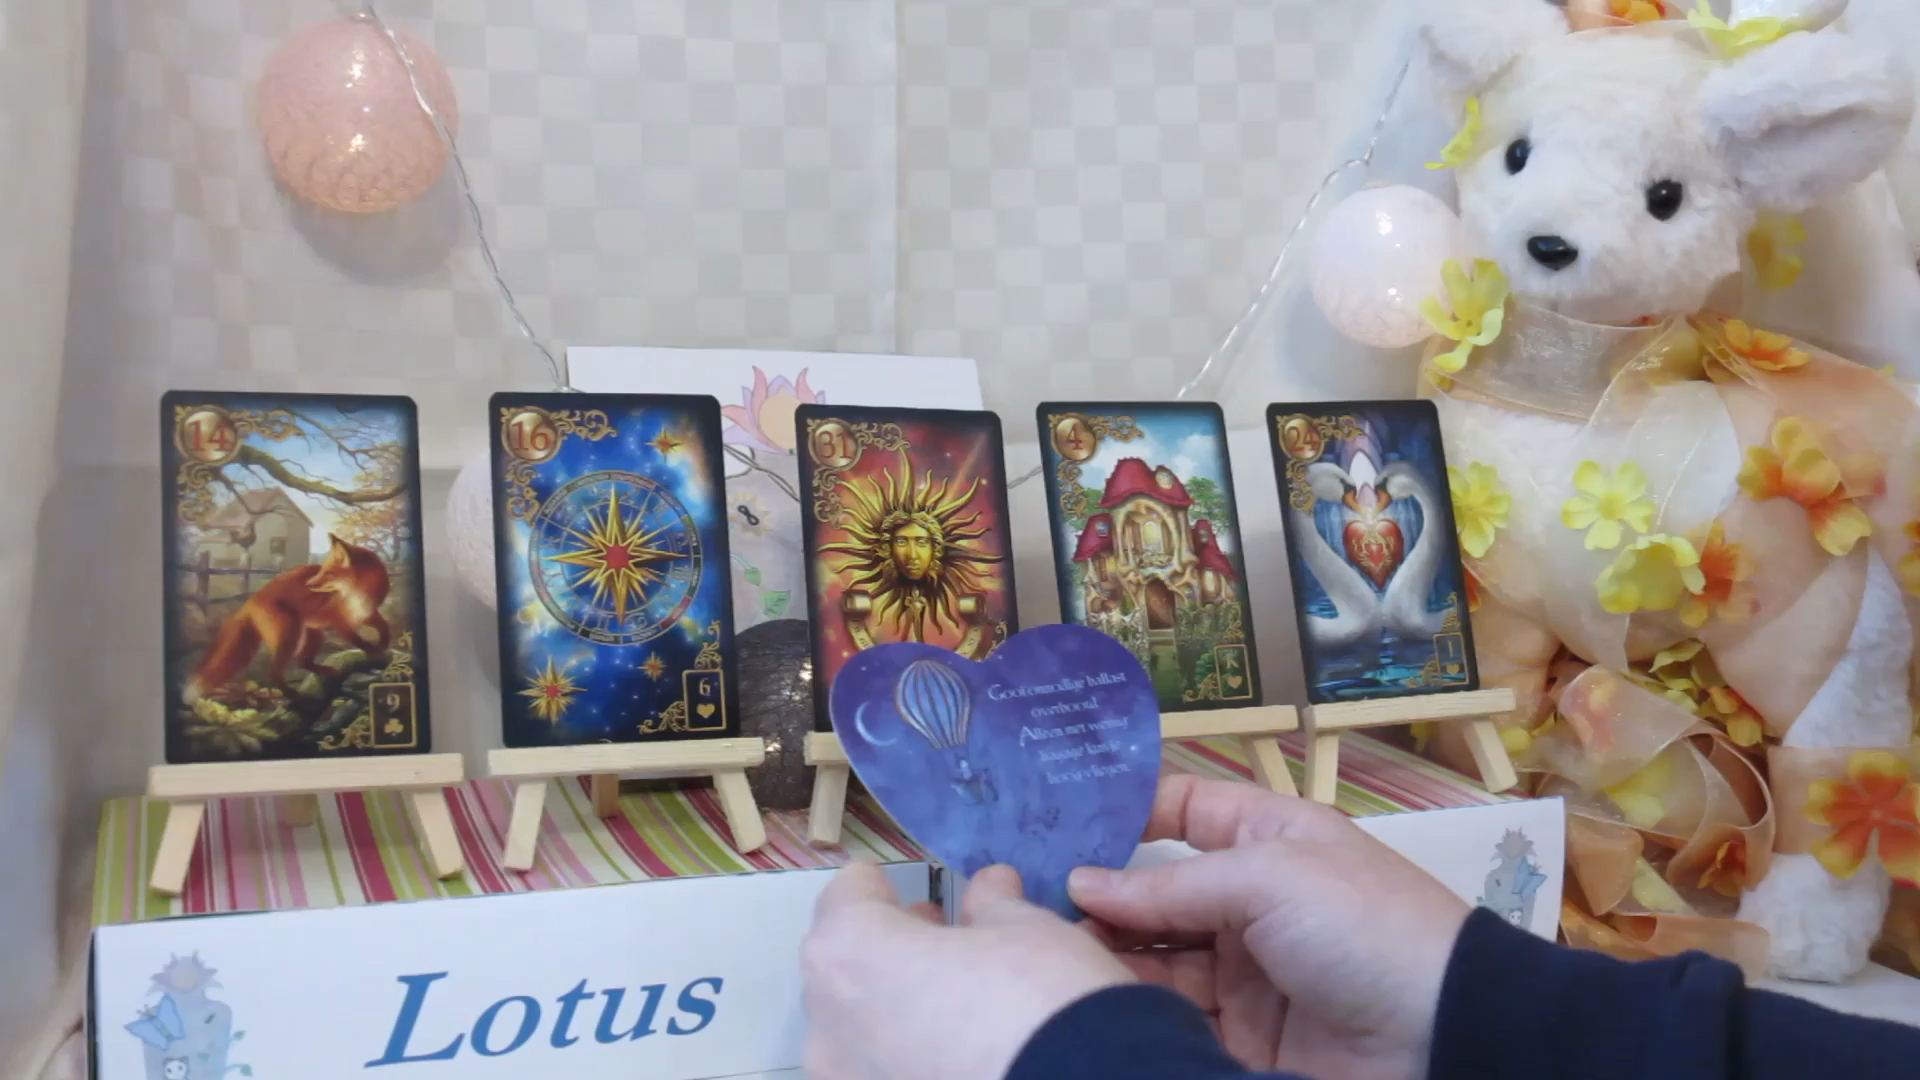 14
16
31
4
24
9
6
K
Gooi onnodige ballast
overboord.
Alleen met weinig
bagage kun je
hoog vliegen.
Lotus